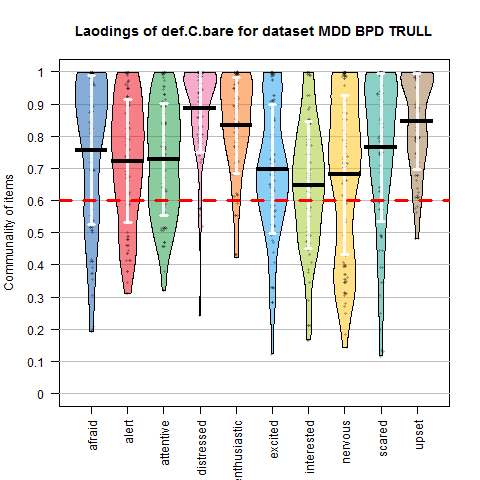 Laodings of def.C.bare for dataset MDD BPD TRULL
Communality of items
1
0.9
0.8
0.7
0.6
0.5
0.4
0.3
0.2
0.1
0
afraid
alert
attentive
distressed
nthusiastic
excited
interested
nervous
scared
upset